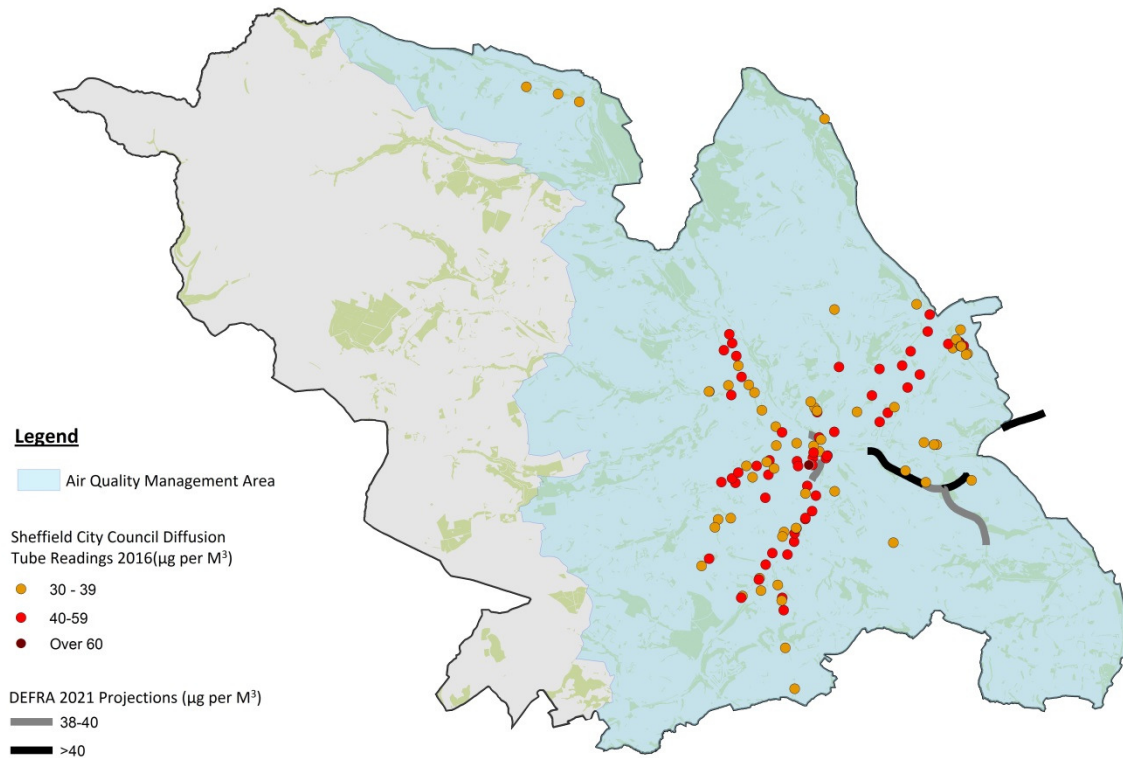 Legend
Air Quality Management Area
Sheffield City Council Diffusion
Tube Readings 2016(µg per M³)
30 - 39
40-59
Over 60
DEFRA 2021 Projections (µg per M³)
38-40
>40